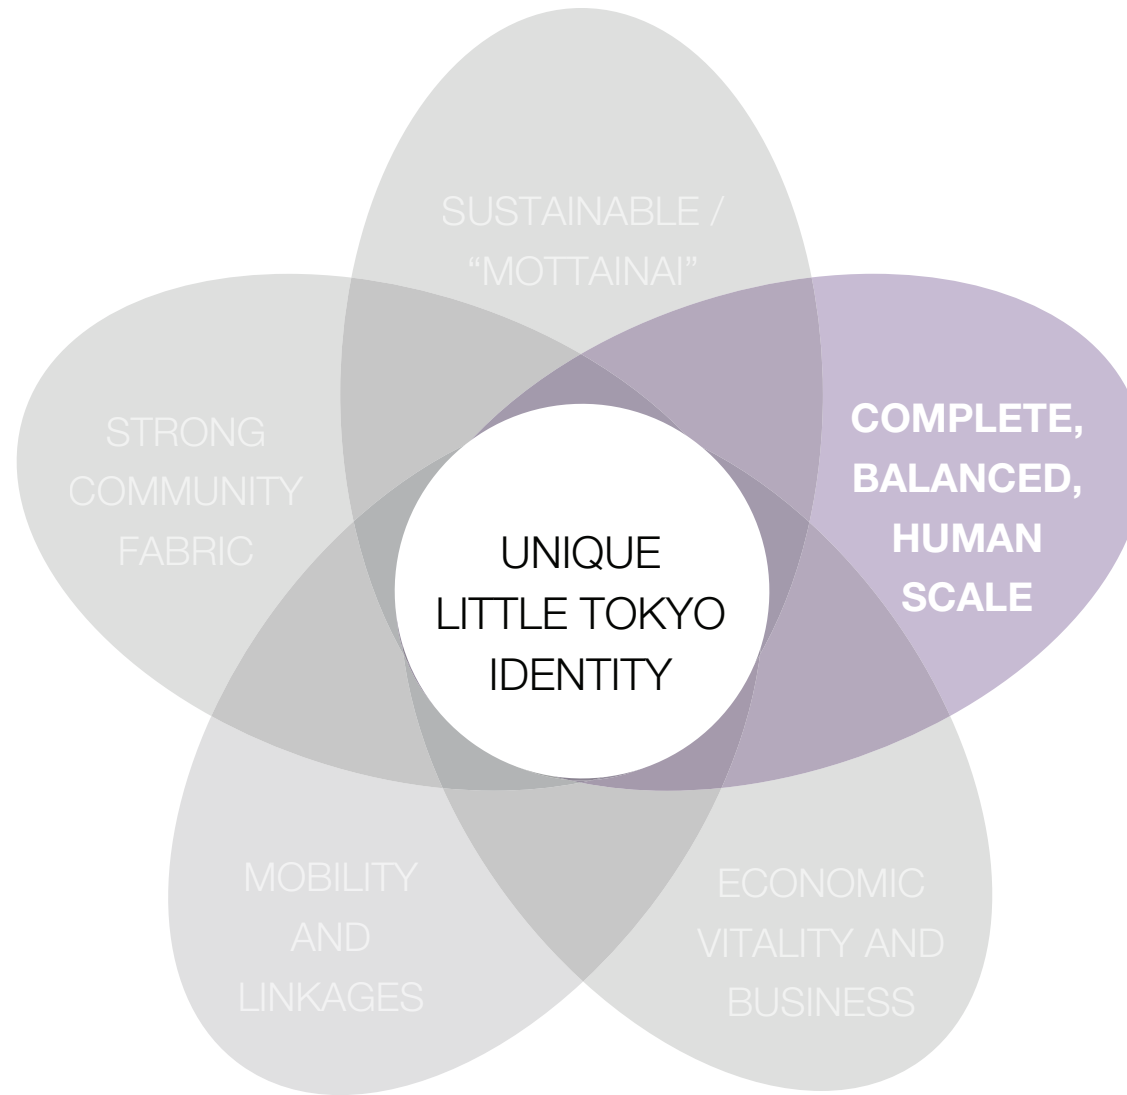 SUSTAINABLE /
“MOTTAINAI”
STRONG
COMMUNITY
FABRIC
COMPLETE,
BALANCED,
HUMAN
SCALE
UNIQUE
LITTLE TOKYO
IDENTITY
MOBILITY
AND
LINKAGES
ECONOMIC
VITALITY AND
BUSINESS